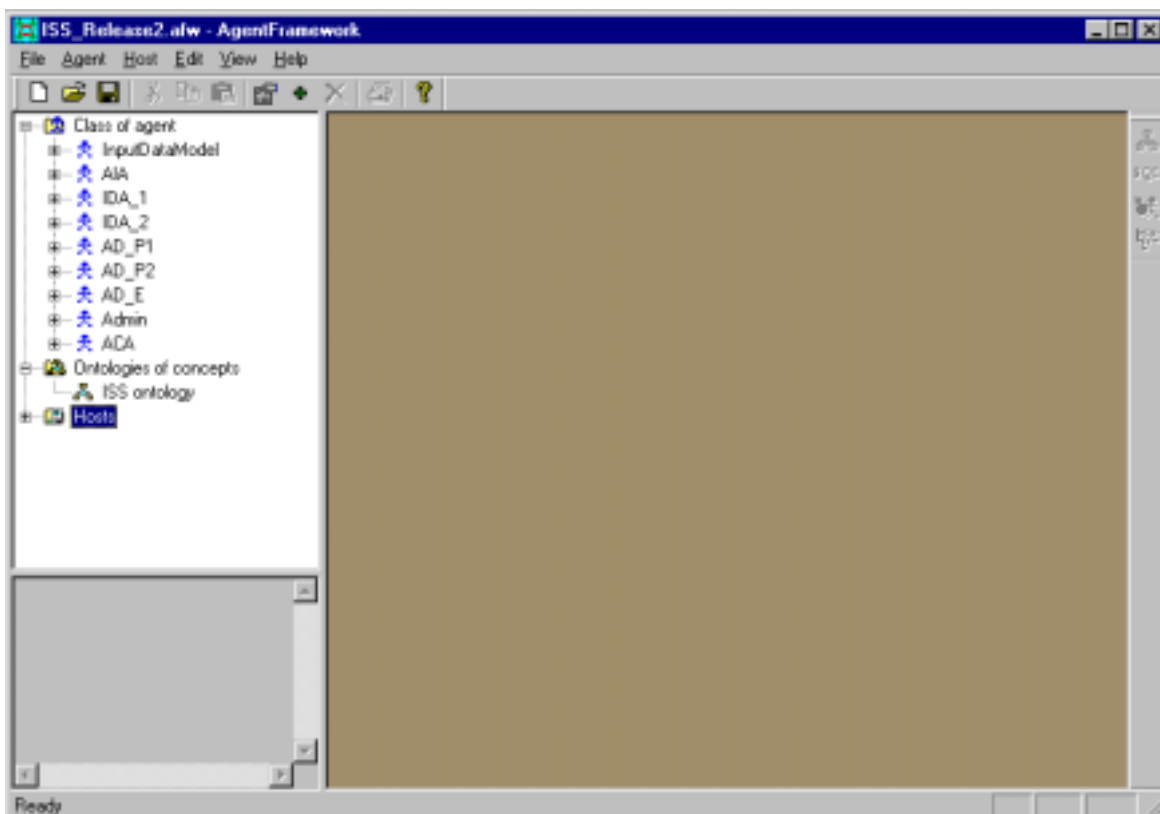 ISS_Release2.afw - AgentFramework
File Agent Host Edit View Help
Class of agent
InputDataModel
AIA
IDA_1
IDA_2
AD_P1
AD_P2
AD_E
Admin
ACA
Ontologies of concepts
ISS ontology
Hosts
Ready